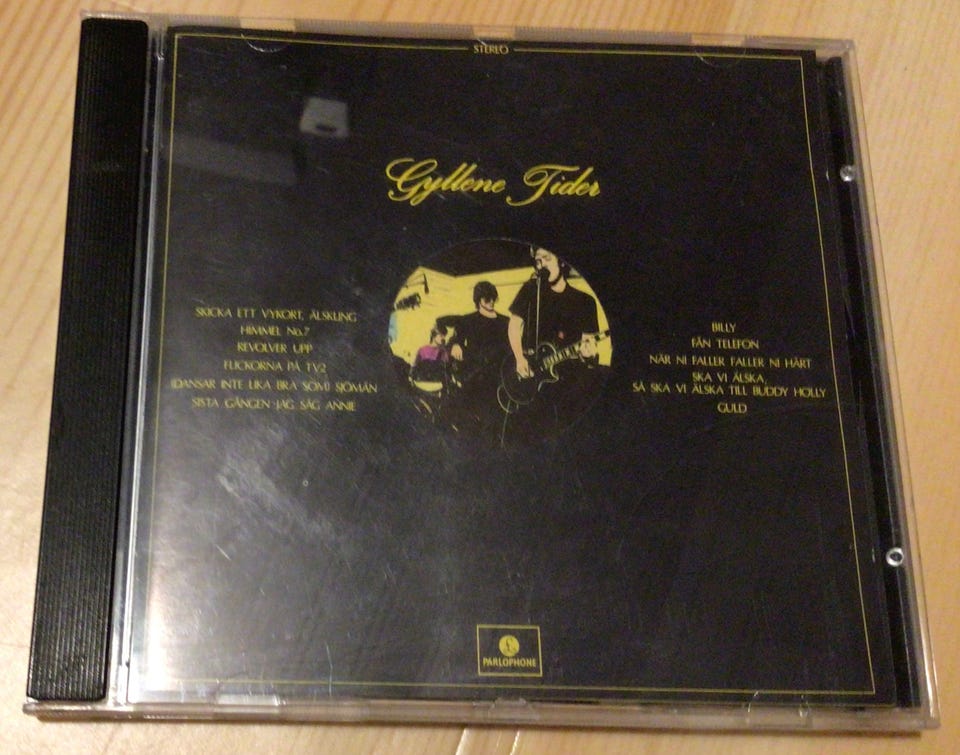 STEREO
Gyllene Tider
SKICKA ETT VYKORT, ÄLSKLING
HIMMEL No.7
REVOLVER UPP
FLICKORNA PÅ TV2
(DANSAR INTE LIKA BRA SOM) SJÖMÄN
SISTA GÅNGEN JAG SÅG ANNIE
BILLY
FÅN TELEFON
NÄR NI FALLER FALLER NI HÅRT
SKA VI ÄLSKA,
SÅ SKA VI ÄLSKA TILL BUDDY HOLLY
GULD
£
PARLOPHONE